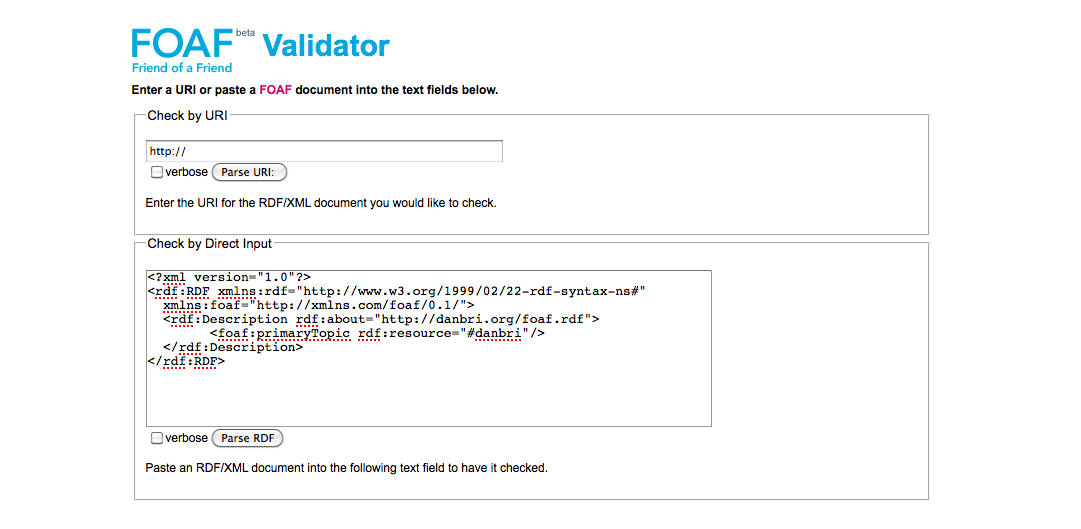 FOAF beta Validator
Friend of a Friend
Enter a URI or paste a FOAF document into the text fields below.
Check by URI
http://
verbose Parse URI:
Enter the URI for the RDF/XML document you would like to check.
Check by Direct Input
<?xml version="1.0"?>
<rdf:RDF xmlns:rdf="http://www.w3.org/1999/02/22-rdf-syntax-ns#"
  xmlns:foaf="http://xmlns.com/foaf/0.1/">
  <rdf:Description rdf:about="http://danbri.org/foaf.rdf">
        <foaf:primaryTopic rdf:resource="#danbri"/>
  </rdf:Description>
</rdf:RDF>
verbose Parse RDF
Paste an RDF/XML document into the following text field to have it checked.